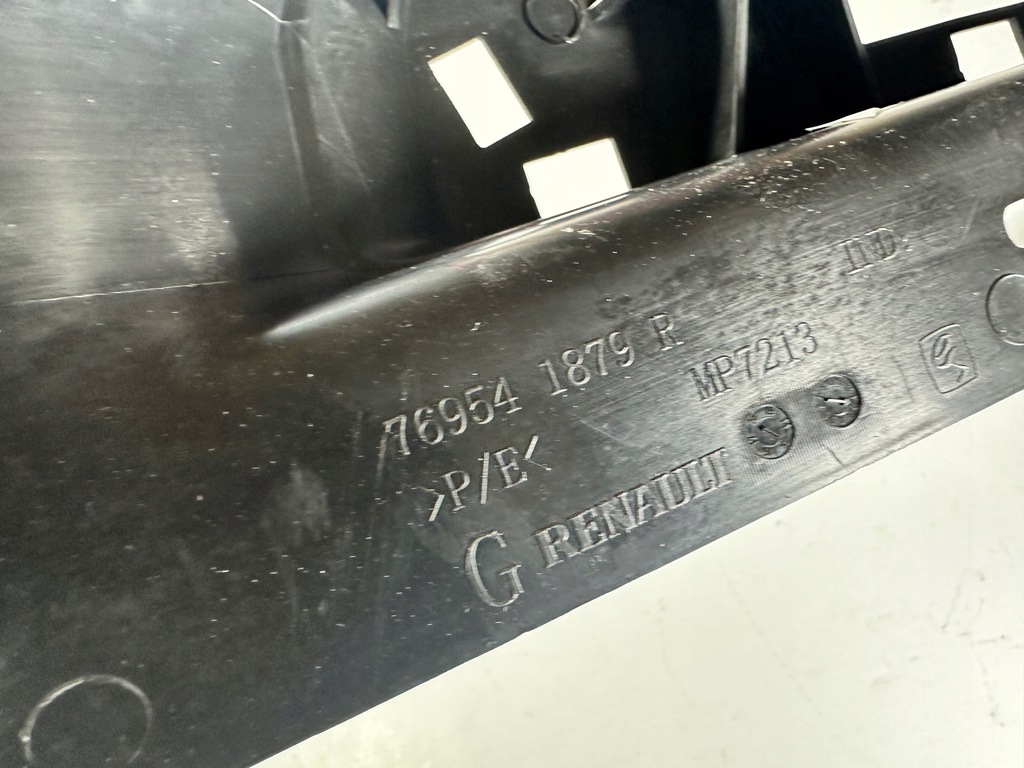 76954 1879 R
>P/E<
MP7213
G RENAULT